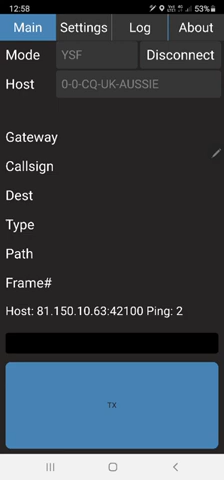 12:58
53%
Main Settings Log About
Mode YSF Disconnect
Host 0-0-CQ-UK-AUSSIE
Gateway
Callsign
Dest
Type
Path
Frame#
Host: 81.150.10.63:42100 Ping: 2
TX